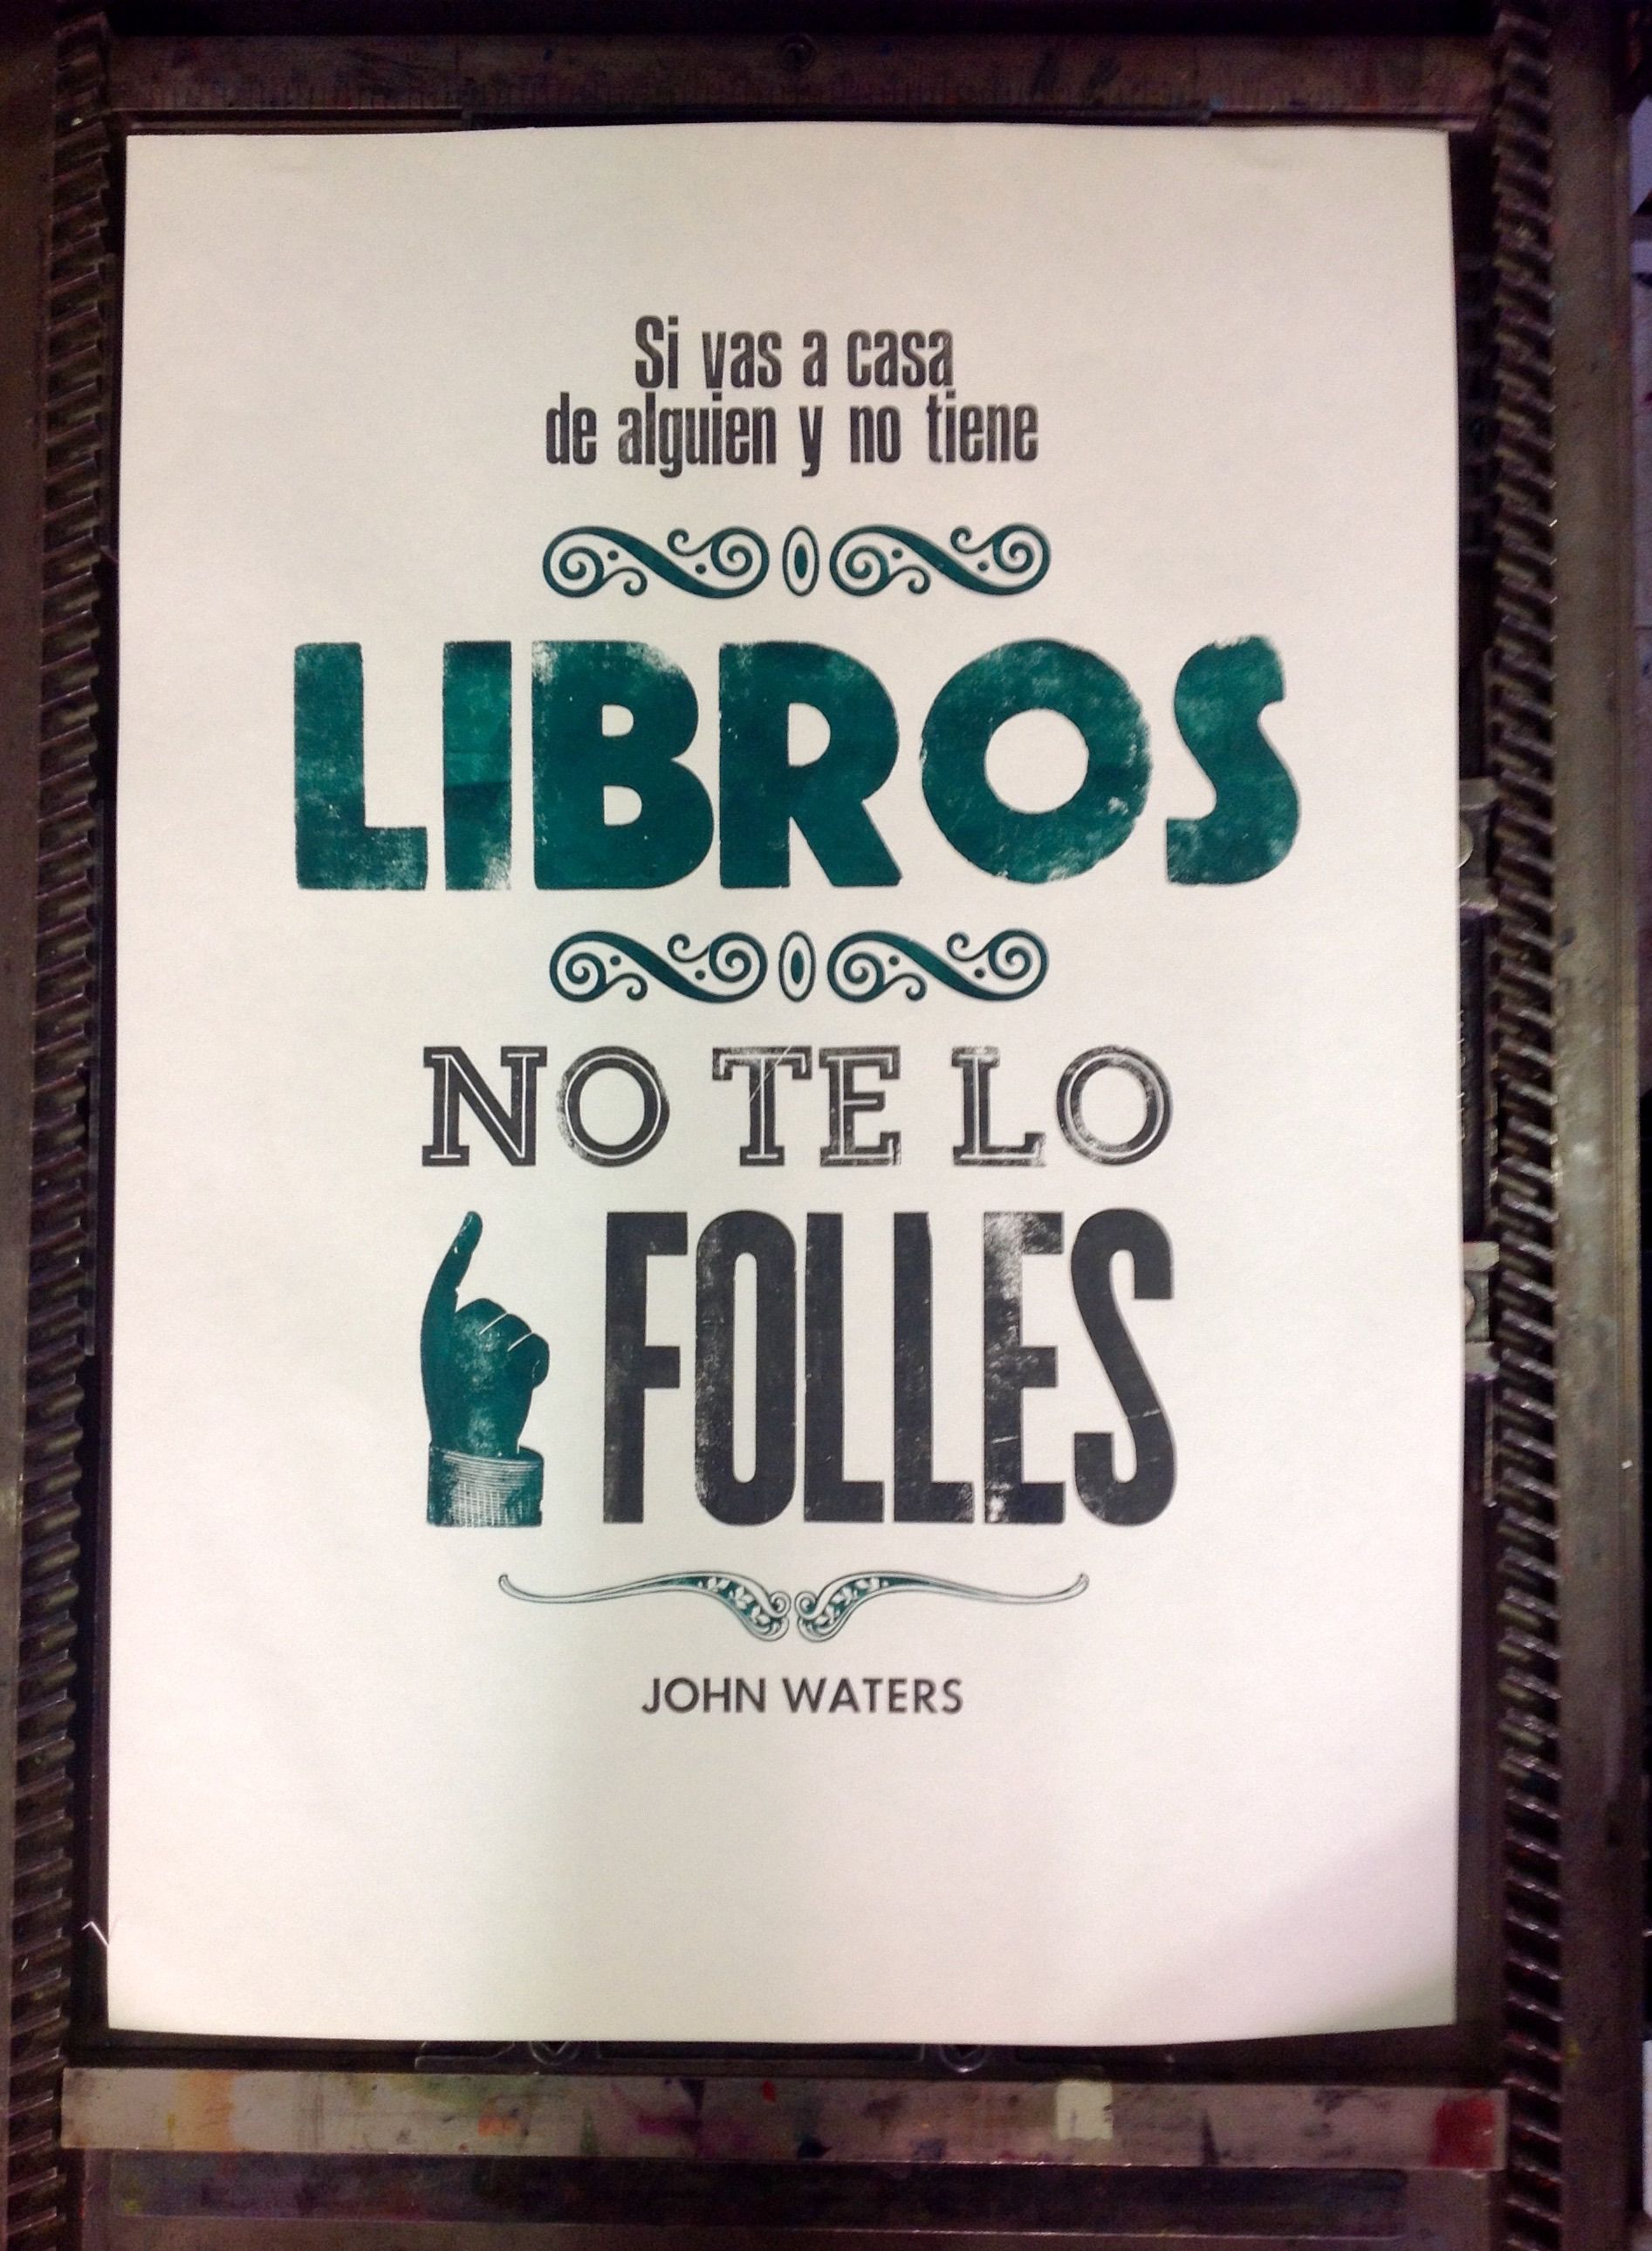 Si vas a casa
de alguien y no tiene
LIBROS
NO TE LO
FOLLES
JOHN WATERS